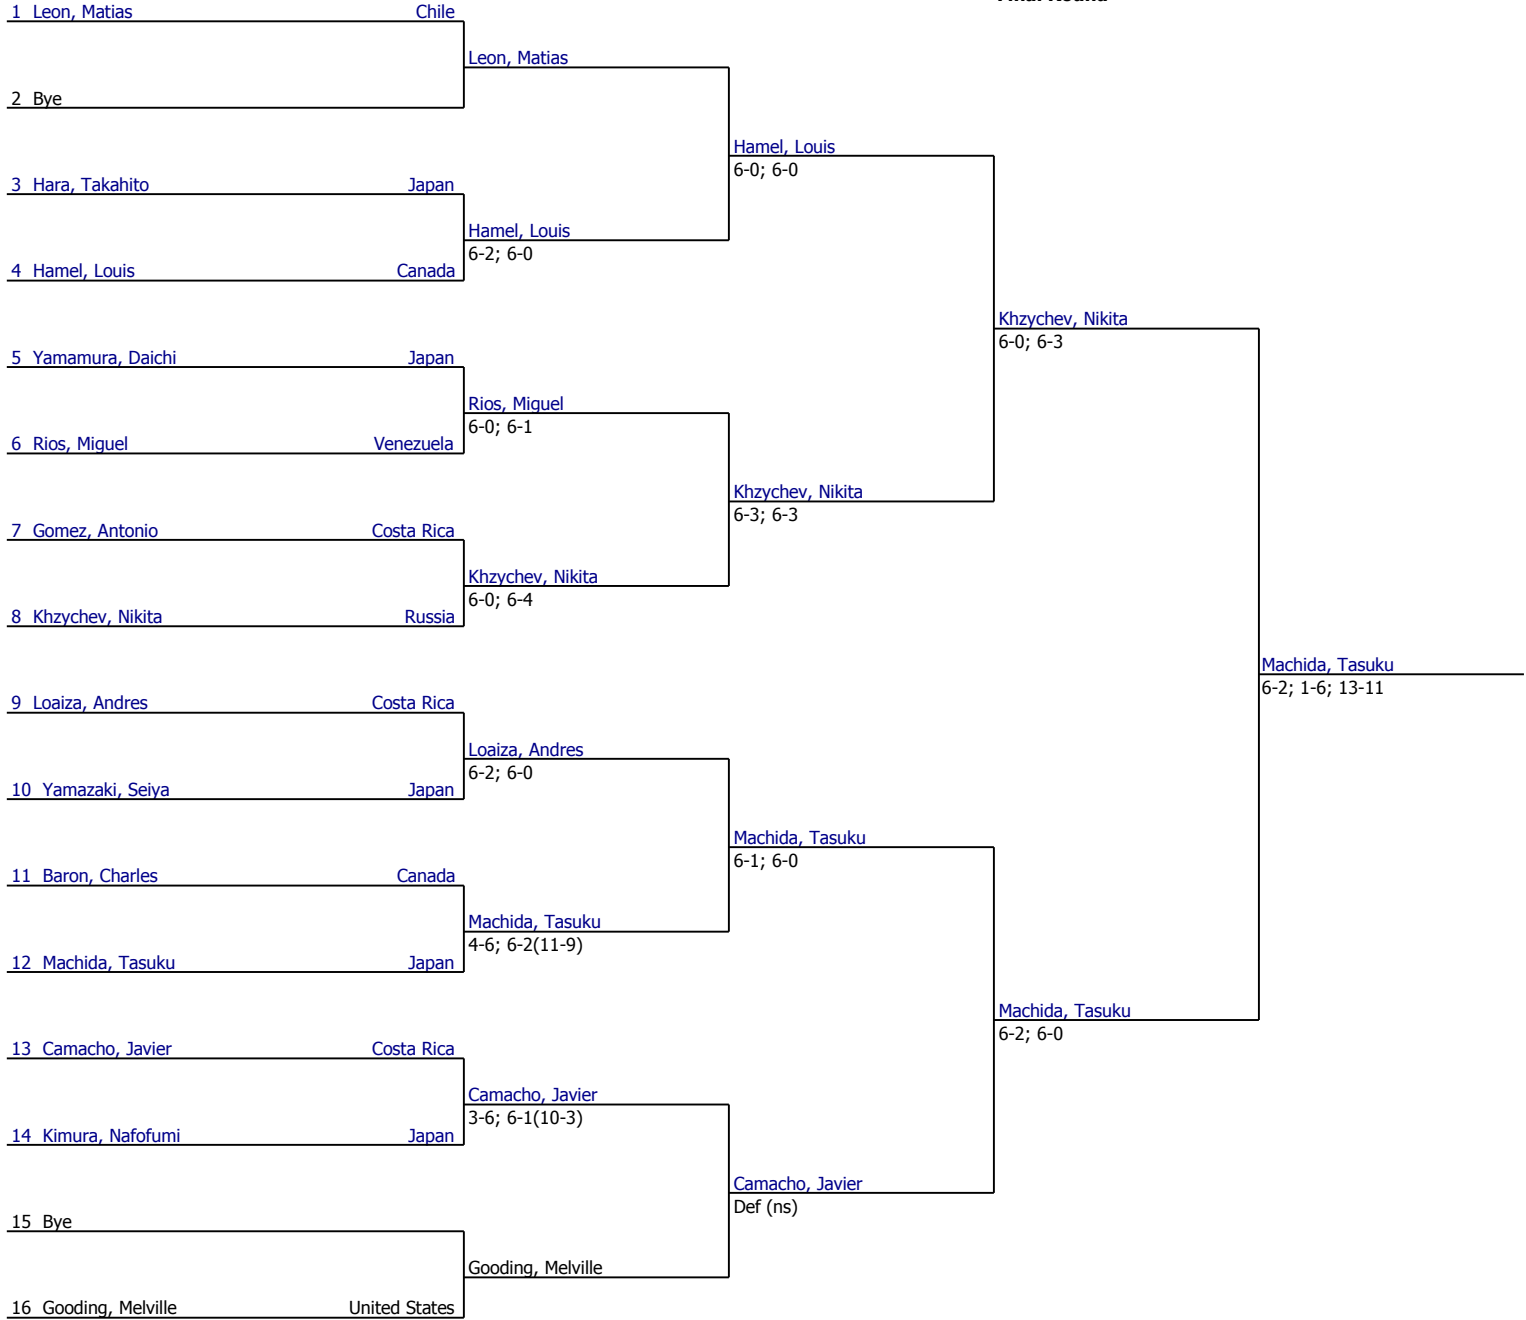 1 Leon, Matias Chile
Leon, Matias
2 Bye
Hamel, Louis
6-0; 6-0
3 Hara, Takahito Japan
Hamel, Louis
6-2; 6-0
4 Hamel, Louis Canada
Khzychev, Nikita
6-0; 6-3
5 Yamamura, Daichi Japan
Rios, Miguel
6-0; 6-1
6 Rios, Miguel Venezuela
Khzychev, Nikita
6-3; 6-3
7 Gomez, Antonio Costa Rica
Khzychev, Nikita
6-0; 6-4
8 Khzychev, Nikita Russia
Machida, Tasuku
6-2; 1-6; 13-11
9 Loaiza, Andres Costa Rica
Loaiza, Andres
6-2; 6-0
10 Yamazaki, Seiya Japan
Machida, Tasuku
6-1; 6-0
11 Baron, Charles Canada
Machida, Tasuku
4-6; 6-2(11-9)
12 Machida, Tasuku Japan
Machida, Tasuku
6-2; 6-0
13 Camacho, Javier Costa Rica
Camacho, Javier
3-6; 6-1(10-3)
14 Kimura, Nafofumi Japan
Camacho, Javier
Def (ns)
15 Bye
Gooding, Melville
16 Gooding, Melville United States